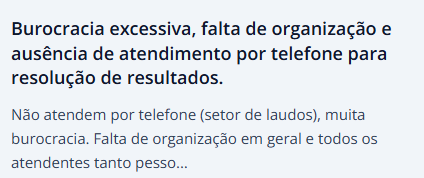 Burocracia excessiva, falta de organização e
ausência de atendimento por telefone para
resolução de resultados.
Não atendem por telefone (setor de laudos), muita
burocracia. Falta de organização em geral e todos os
atendentes tanto pesso...